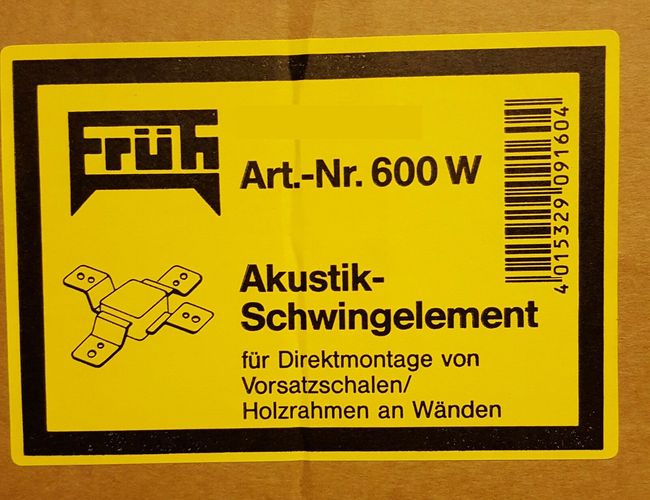 Früh
Art.-Nr. 600 W
4 015329 091604
Akustik-
Schwingelement
für Direktmontage von
Vorsatzschalen/
Holzrahmen an Wänden